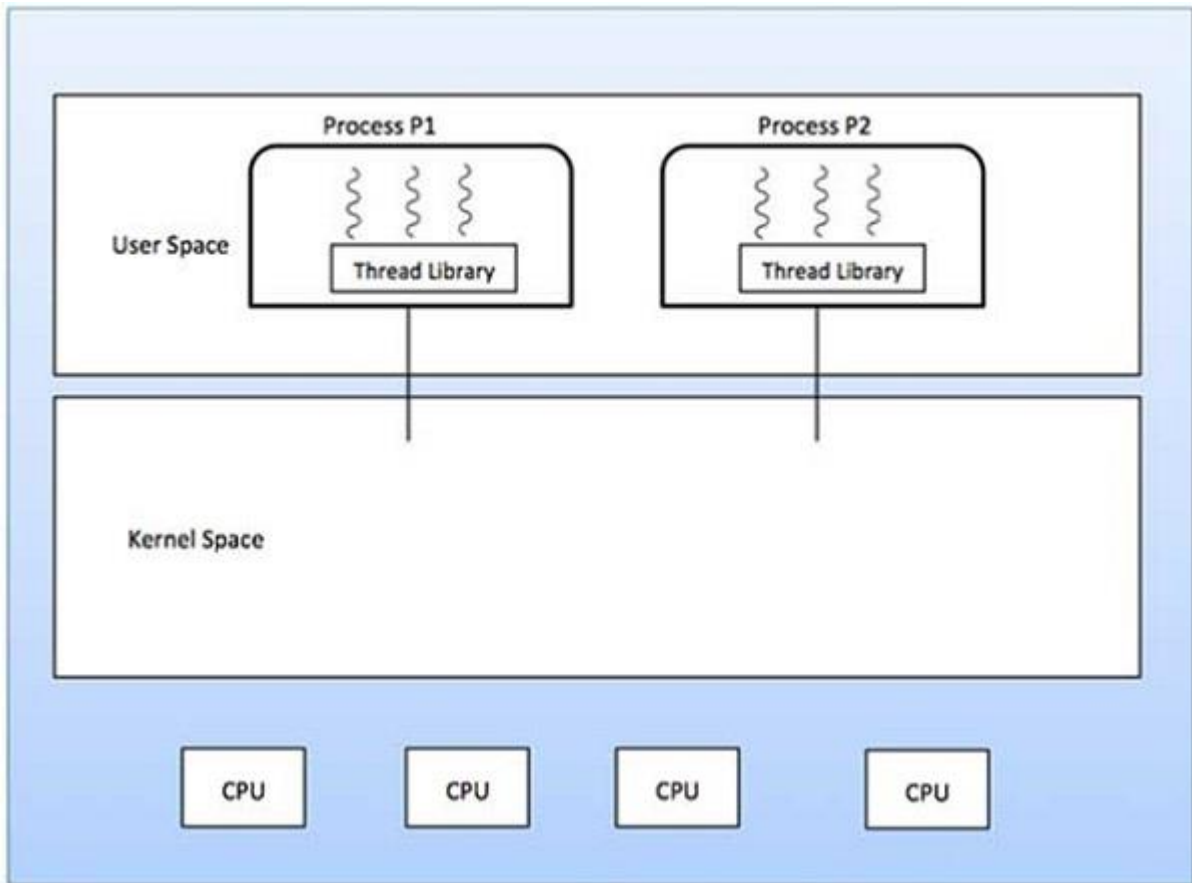 Process P1
Process P2
User Space
Thread Library
Thread Library
Kernel Space
CPU
CPU
CPU
CPU